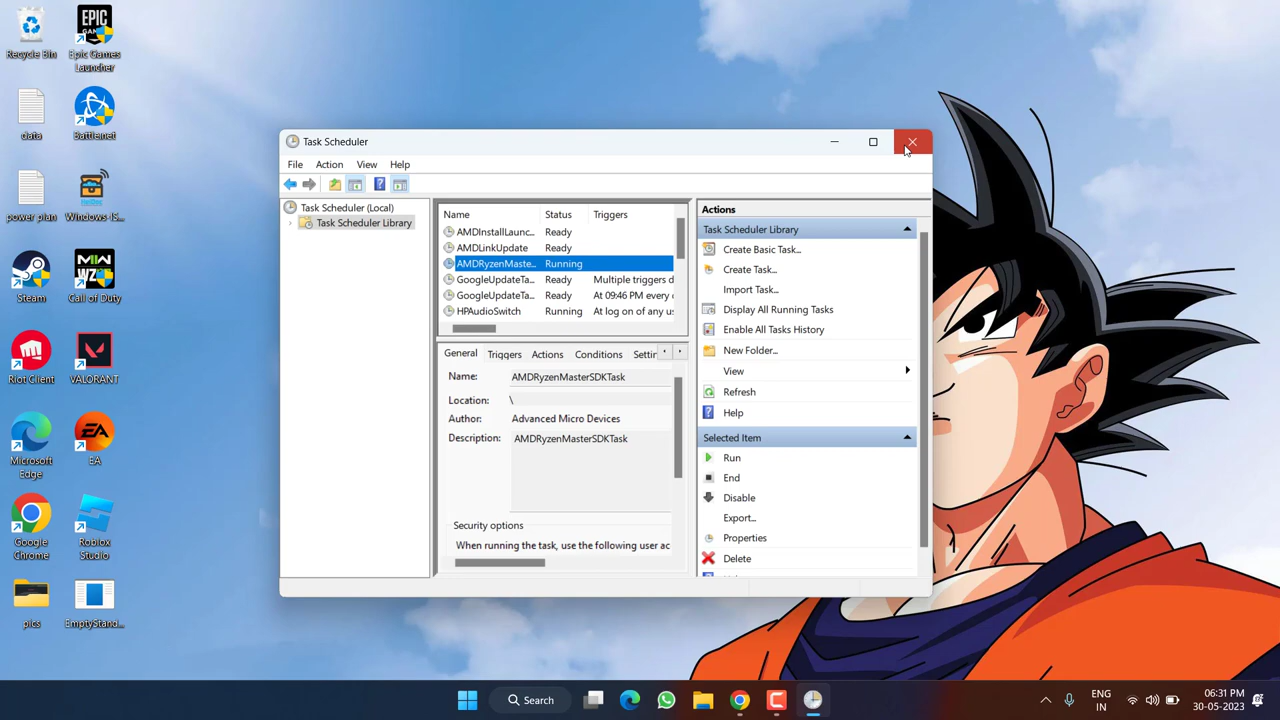 Recycle Bin
Epic Games
Launcher
data
Battle.net
power plan
Windows-IS...
Steam
Call of Duty
Riot Client
VALORANT
Microsoft
Edge
EA
Google
Chrome
Roblox
Studio
pics
EmptyStand...
Task Scheduler
File Action View Help
Task Scheduler (Local)
Task Scheduler Library
Name Status Triggers
AMDInstallLaunc... Ready
AMDLinkUpdate Ready
AMDRyzenMaste... Running
GoogleUpdateTa... Ready Multiple triggers d
GoogleUpdateTa... Ready At 09:46 PM every
HPAudioSwitch Running At log on of any us
General Triggers Actions Conditions Settin
Name: AMDRyzenMasterSDKTask
Location: \
Author: Advanced Micro Devices
Description: AMDRyzenMasterSDKTask
Security options
When running the task, use the following user ac
Actions
Task Scheduler Library
Create Basic Task...
Create Task...
Import Task...
Display All Running Tasks
Enable All Tasks History
New Folder...
View
Refresh
Help
Selected Item
Run
End
Disable
Export...
Properties
Delete
Search
ENG
IN
06:31 PM
30-05-2023